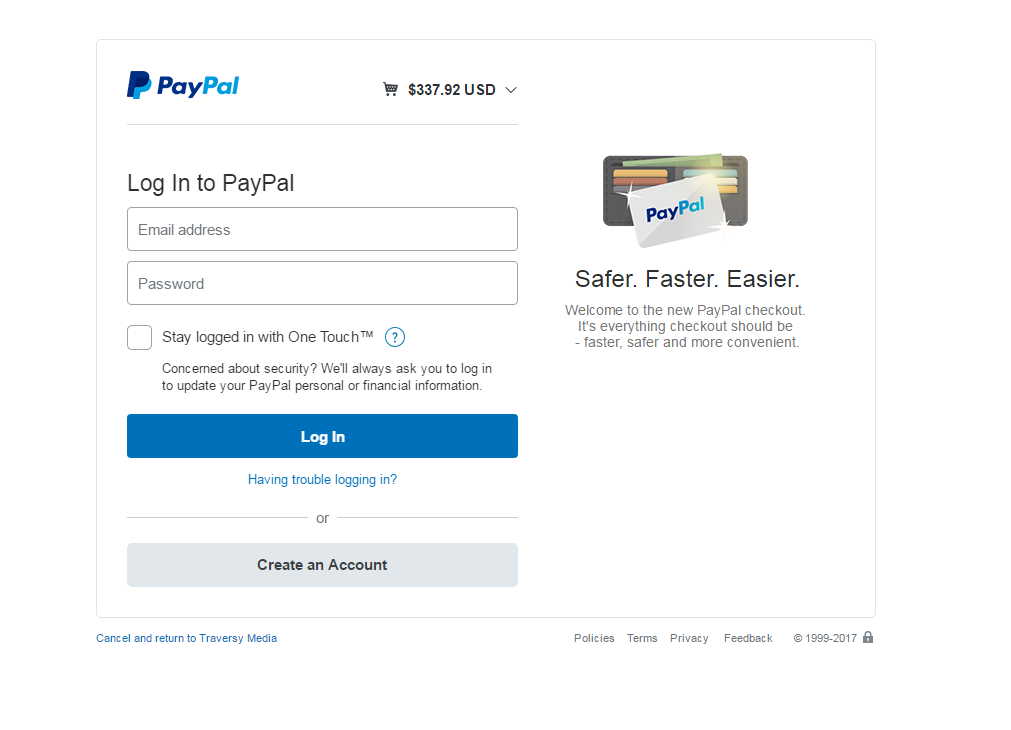 PayPal
$337.92 USD
Log In to PayPal
Email address
Password
Stay logged in with One Touch™ ?
Concerned about security? We'll always ask you to log in
to update your PayPal personal or financial information.
Log In
Having trouble logging in?
or
Create an Account
PayPal
Safer. Faster. Easier.
Welcome to the new PayPal checkout.
It's everything checkout should be
- faster, safer and more convenient.
Cancel and return to Traversy Media
Policies Terms Privacy Feedback © 1999-2017